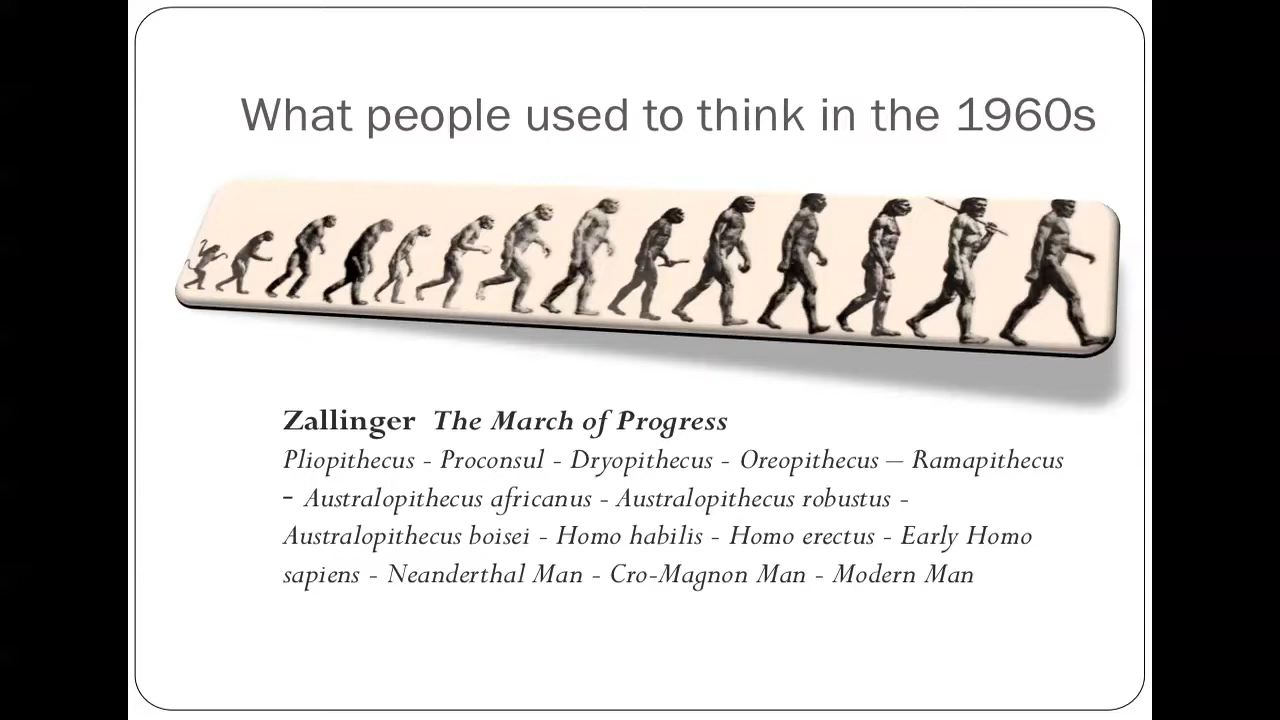 What people used to think in the 1960s
Zallinger The March of Progress
Pliopithecus - Proconsul - Dryopithecus - Oreopithecus – Ramapithecus
- Australopithecus africanus - Australopithecus robustus -
Australopithecus boisei - Homo habilis - Homo erectus - Early Homo
sapiens - Neanderthal Man - Cro-Magnon Man - Modern Man